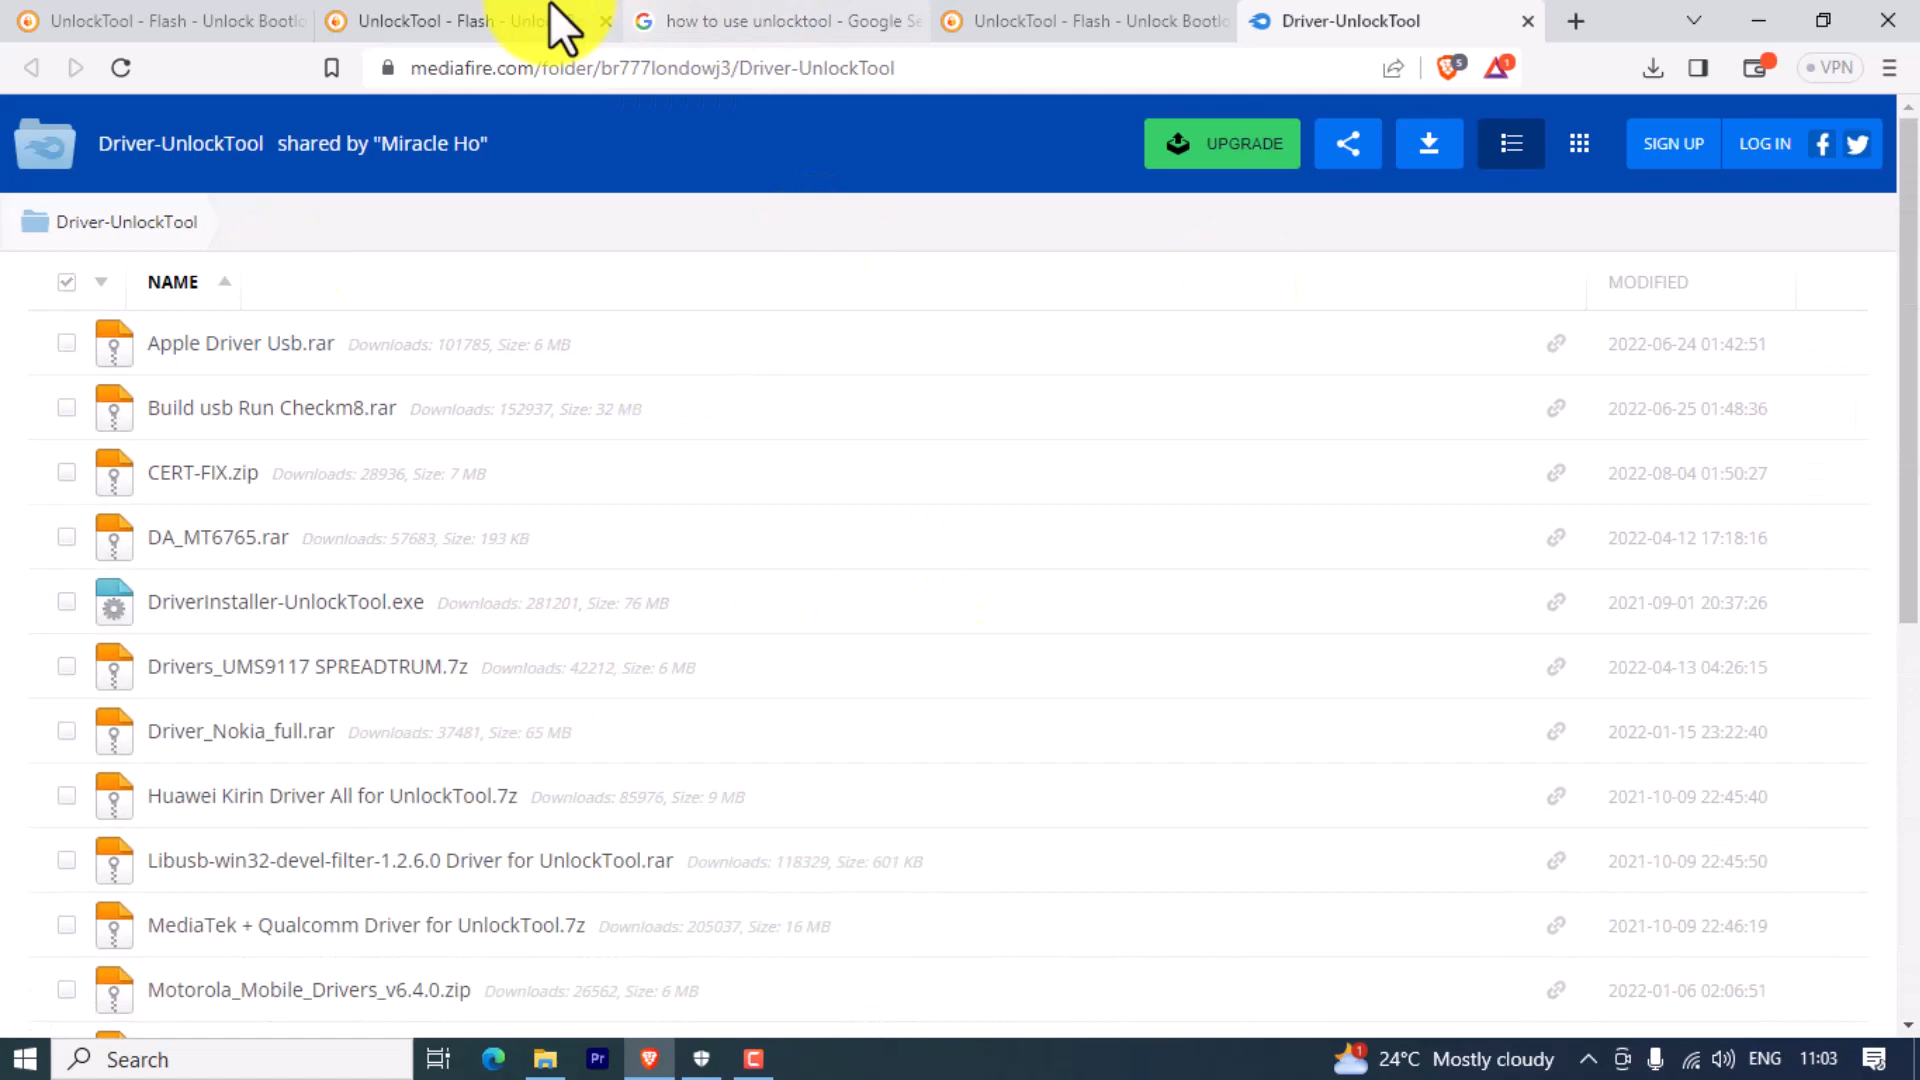 UnlockTool - Flash - Unlock Bootlo
UnlockTool - Flash - Unlo
how to use unlocktool - Google Se
UnlockTool - Flash - Unlock Bootlo
Driver-UnlockTool
mediafire.com/folder/br777londowj3/Driver-UnlockTool
5
1
VPN
Driver-UnlockTool shared by "Miracle Ho"
UPGRADE
SIGN UP
LOG IN
Driver-UnlockTool
NAME
MODIFIED
Apple Driver Usb.rar Downloads: 101785, Size: 6 MB 2022-06-24 01:42:51
Build usb Run Checkm8.rar Downloads: 152937, Size: 32 MB 2022-06-25 01:48:36
CERT-FIX.zip Downloads: 28936, Size: 7 MB 2022-08-04 01:50:27
DA_MT6765.rar Downloads: 57683, Size: 193 KB 2022-04-12 17:18:16
DriverInstaller-UnlockTool.exe Downloads: 281201, Size: 76 MB 2021-09-01 20:37:26
Drivers_UMS9117 SPREADTRUM.7z Downloads: 42212, Size: 6 MB 2022-04-13 04:26:15
Driver_Nokia_full.rar Downloads: 37481, Size: 65 MB 2022-01-15 23:22:40
Huawei Kirin Driver All for UnlockTool.7z Downloads: 85976, Size: 9 MB 2021-10-09 22:45:40
Libusb-win32-devel-filter-1.2.6.0 Driver for UnlockTool.rar Downloads: 118329, Size: 601 KB 2021-10-09 22:45:50
MediaTek + Qualcomm Driver for UnlockTool.7z Downloads: 205037, Size: 16 MB 2021-10-09 22:46:19
Motorola_Mobile_Drivers_v6.4.0.zip Downloads: 26562, Size: 6 MB 2022-01-06 02:06:51
Search
Pr
C
1
24°C Mostly cloudy
ENG
11:03